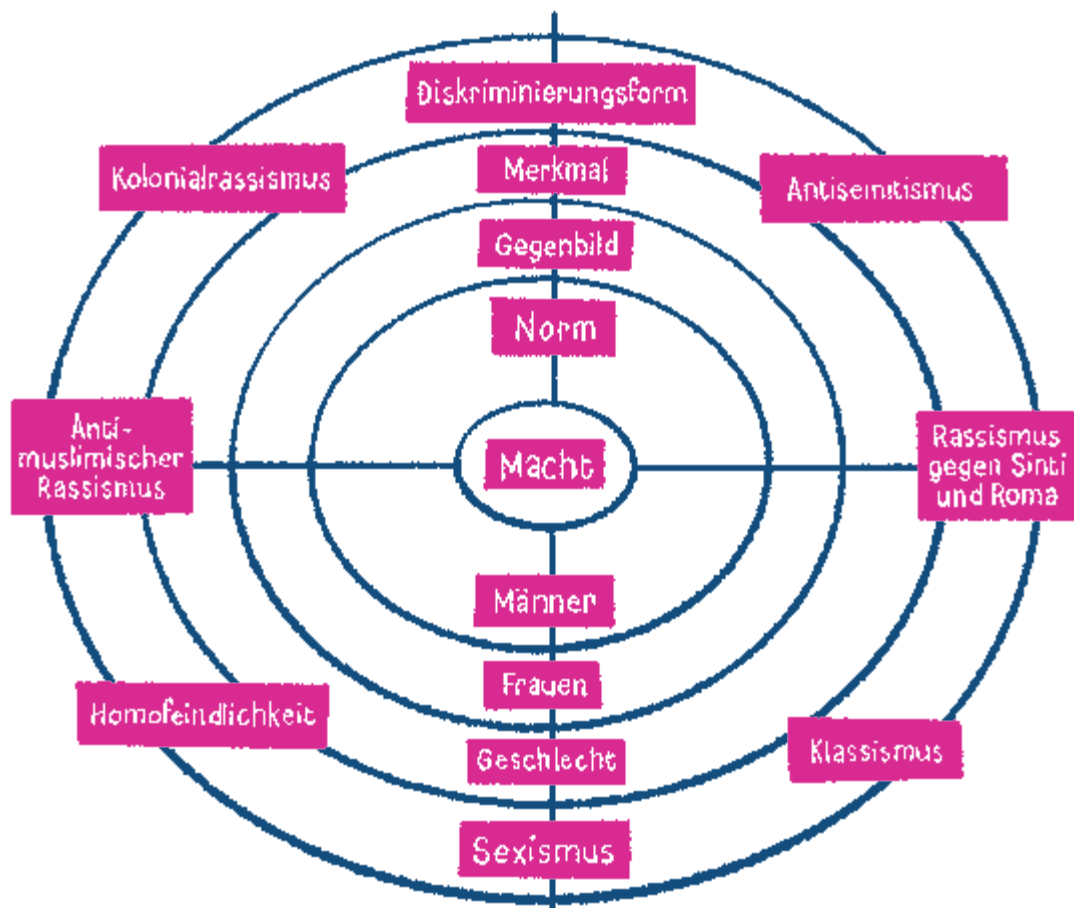 Diskriminierungsform
Kolonialrassismus
Merkmal
Antisemitismus
Gegenbild
Norm
Anti-
muslimischer
Rassismus
Macht
Rassismus
gegen Sinti
und Roma
Männer
Frauen
Homofeindlichkeit
Geschlecht
Klassismus
Sexismus